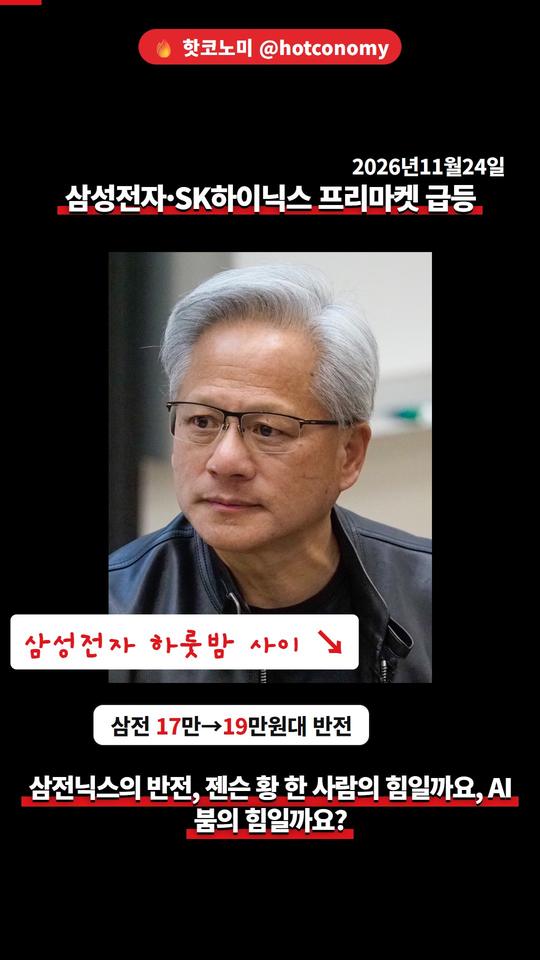 🔥 핫코노미 @hotconomy
2026년11월24일
삼성전자·SK하이닉스 프리마켓 급등
삼성전자 하룻밤 사이 ↘
삼전 17만→19만원대 반전
삼전닉스의 반전, 젠슨 황 한 사람의 힘일까요, AI
붐의 힘일까요?